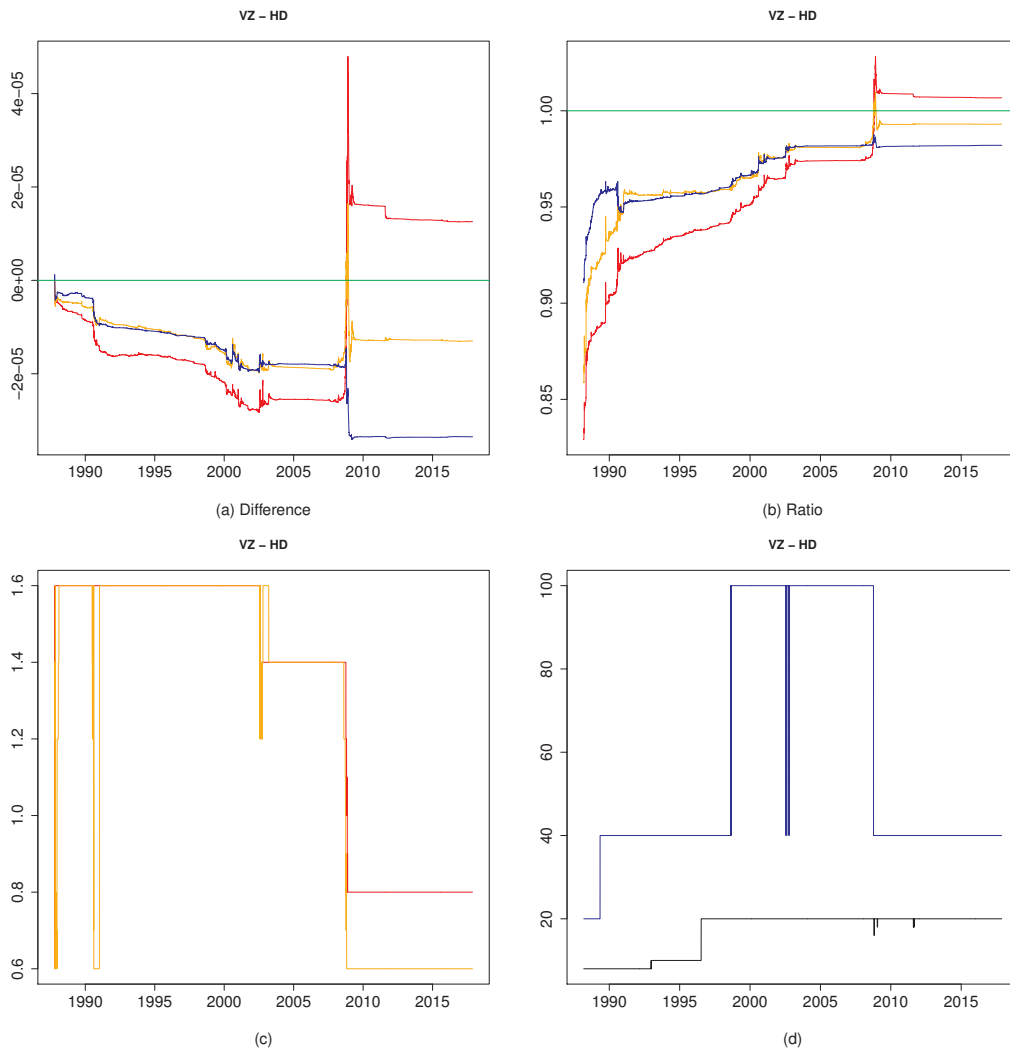 VZ − HD
4e−05
2e−05
0e+00
−2e−05
1990 1995 2000 2005 2010 2015
(a) Difference
VZ − HD
1.00
0.95
0.90
0.85
1990 1995 2000 2005 2010 2015
(b) Ratio
VZ − HD
1.6
1.4
1.2
1.0
0.8
0.6
1990 1995 2000 2005 2010 2015
(c)
VZ − HD
100
80
60
40
20
1990 1995 2000 2005 2010 2015
(d)